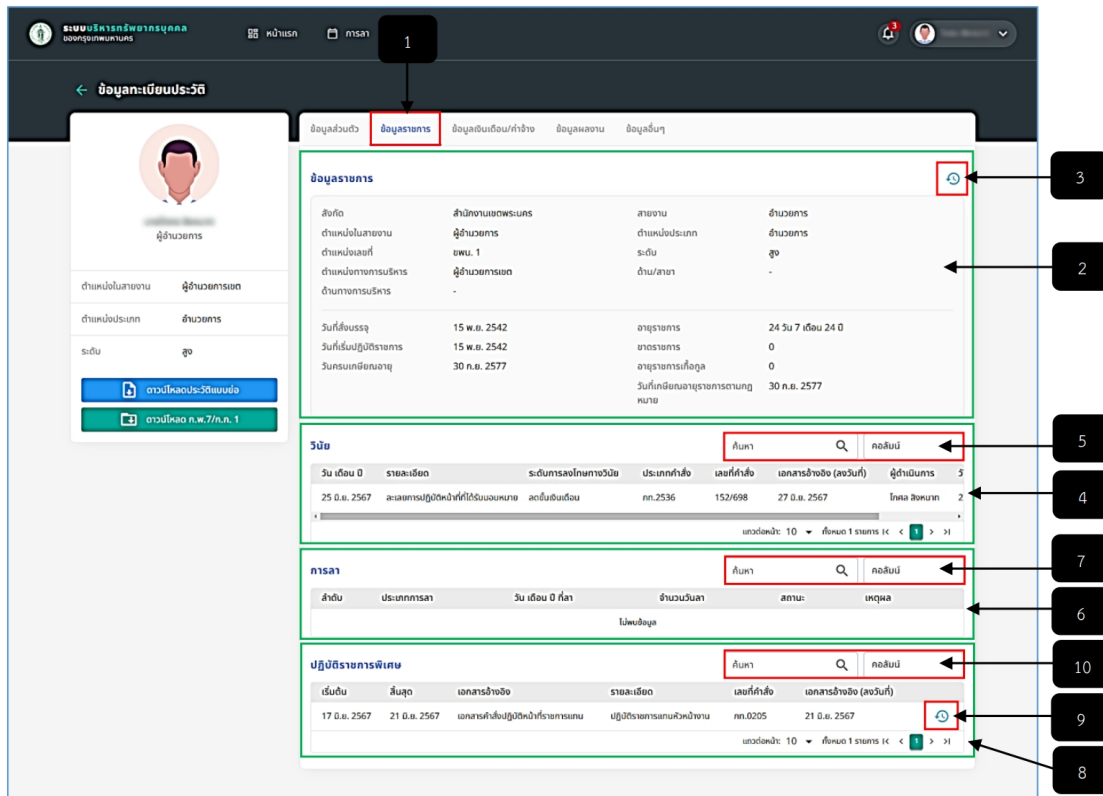 ระบบบริหารทรัพยากรบุคคล
ของกรุงเทพมหานคร
หน้าแรก
การลา
3
1
ข้อมูลทะเบียนประวัติ
ผู้อำนวยการ
ตำแหน่งในสายงาน ผู้อำนวยการเขต
ตำแหน่งประเภท อำนวยการ
ระดับ สูง
ดาวน์โหลดประวัติแบบย่อ
ดาวน์โหลด ก.พ.7/ก.ก. 1
ข้อมูลส่วนตัว ข้อมูลราชการ ข้อมูลเงินเดือน/ค่าจ้าง ข้อมูลผลงาน ข้อมูลอื่นๆ
ข้อมูลราชการ
3
สังกัด สำนักงานเขตพระนคร สายงาน อำนวยการ
ตำแหน่งในสายงาน ผู้อำนวยการ ตำแหน่งประเภท อำนวยการ
ตำแหน่งเลขที่ ขพน. 1 ระดับ สูง
ตำแหน่งทางการบริหาร ผู้อำนวยการเขต ด้าน/สาขา -
ด้านทางการบริหาร -
2
วันที่สั่งบรรจุ 15 พ.ย. 2542 อายุราชการ 24 วัน 7 เดือน 24 ปี
วันที่เริ่มปฏิบัติราชการ 15 พ.ย. 2542 ขาดราชการ 0
วันครบเกษียณอายุ 30 ก.ย. 2577 อายุราชการเกื้อกูล 0
วันที่เกษียณอายุราชการตามกฎหมาย 30 ก.ย. 2577
วินัย ค้นหา คอลัมน์
5
วัน เดือน ปี รายละเอียด ระดับการลงโทษทางวินัย ประเภทคำสั่ง เลขที่คำสั่ง เอกสารอ้างอิง (ลงวันที่) ผู้ดำเนินการ
25 มิ.ย. 2567 ละเลยการปฏิบัติหน้าที่ที่ได้รับมอบหมาย ลดขั้นเงินเดือน กท.2536 152/698 27 มิ.ย. 2567 โกศล สิงหนาท 2
4
แถวต่อหน้า: 10 ทั้งหมด 1 รายการ 1
การลา ค้นหา คอลัมน์
7
ลำดับ ประเภทการลา วัน เดือน ปี ที่ลา จำนวนวันลา สถานะ เหตุผล
6
ไม่พบข้อมูล
ปฏิบัติราชการพิเศษ ค้นหา คอลัมน์
10
เริ่มต้น สิ้นสุด เอกสารอ้างอิง รายละเอียด เลขที่คำสั่ง เอกสารอ้างอิง (ลงวันที่)
17 มิ.ย. 2567 21 มิ.ย. 2567 เอกสารคำสั่งปฏิบัติหน้าที่ราชการแทน ปฏิบัติราชการแทนหัวหน้างาน กท.0205 21 มิ.ย. 2567
9
แถวต่อหน้า: 10 ทั้งหมด 1 รายการ 1
8